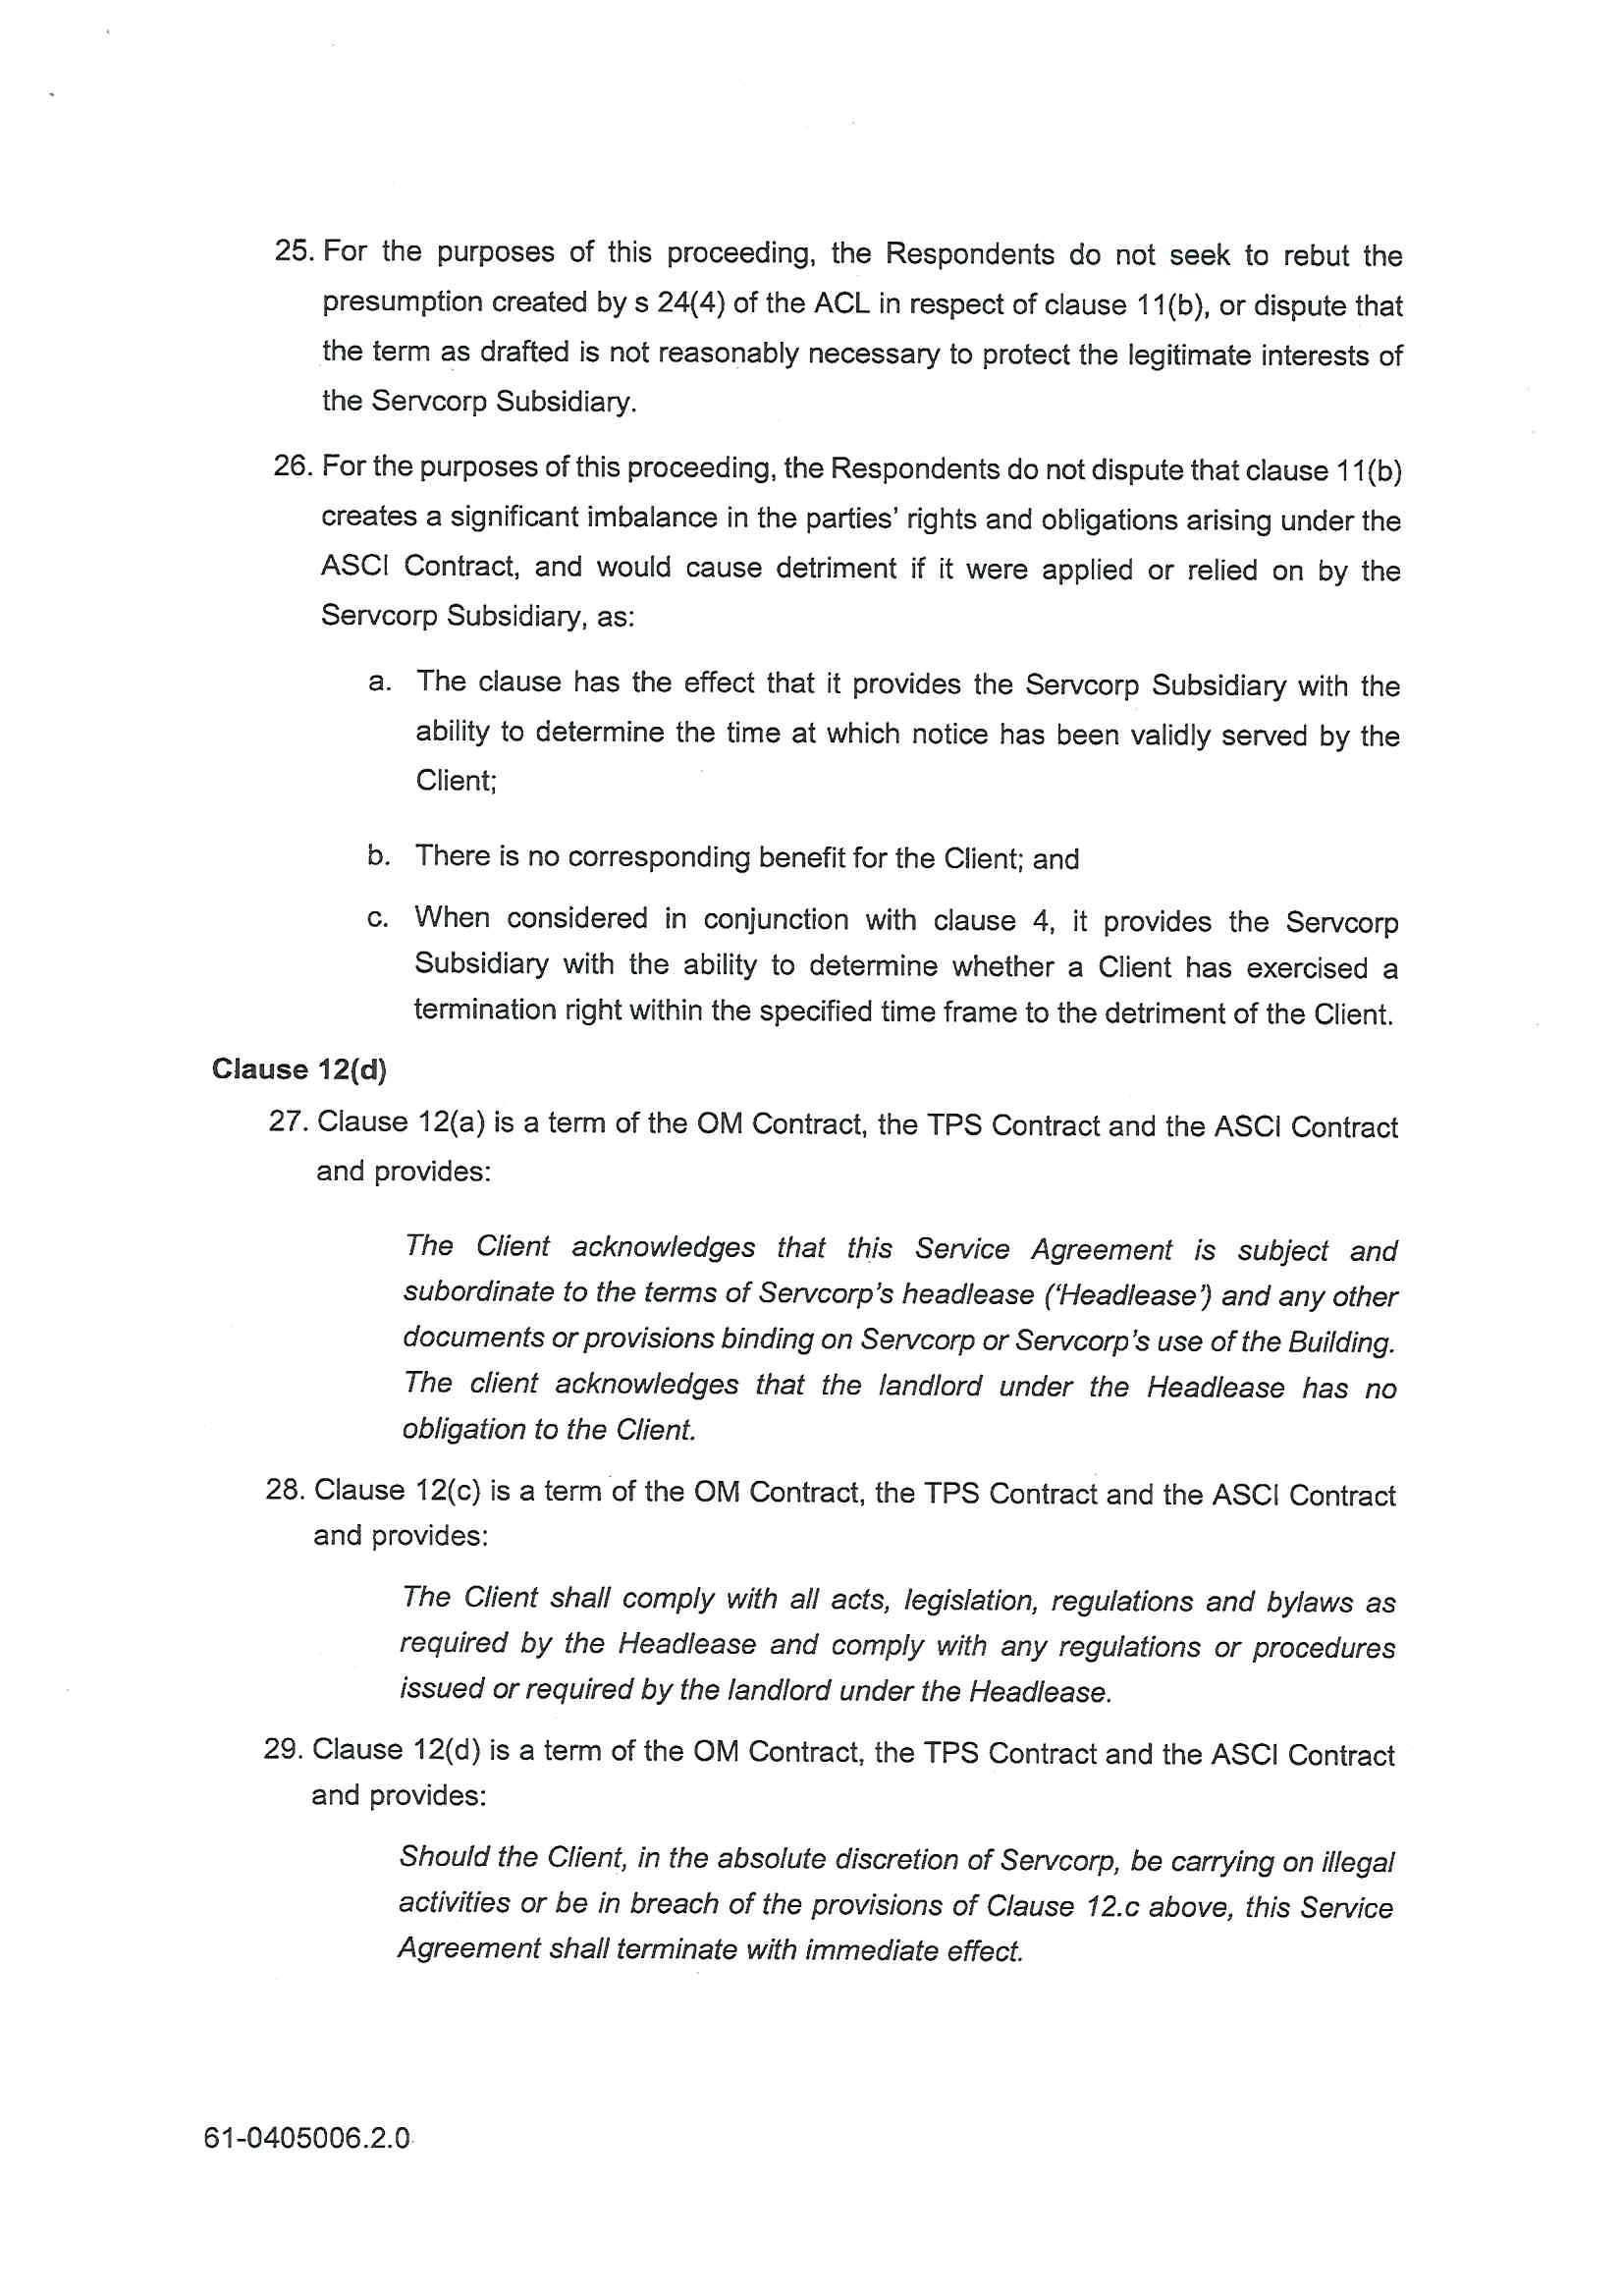 25. For the purposes of this proceeding, the Respondents do not seek to rebut the
presumption created by s 24(4) of the ACL in respect of clause 11(b), or dispute that
the term as drafted is not reasonably necessary to protect the legitimate interests of
the Servcorp Subsidiary.
26. For the purposes of this proceeding, the Respondents do not dispute that clause 11(b)
creates a significant imbalance in the parties' rights and obligations arising under the
ASCI Contract, and would cause detriment if it were applied or relied on by the
Servcorp Subsidiary, as:
a. The clause has the effect that it provides the Servcorp Subsidiary with the
ability to determine the time at which notice has been validly served by the
Client;
b. There is no corresponding benefit for the Client; and
c. When considered in conjunction with clause 4, it provides the Servcorp
Subsidiary with the ability to determine whether a Client has exercised a
termination right within the specified time frame to the detriment of the Client.
Clause 12(d)
27. Clause 12(a) is a term of the OM Contract, the TPS Contract and the ASCI Contract
and provides:
The Client acknowledges that this Service Agreement is subject and
subordinate to the terms of Servcorp's headlease ('Headlease') and any other
documents or provisions binding on Servcorp or Servcorp's use of the Building.
The client acknowledges that the landlord under the Headlease has no
obligation to the Client.
28. Clause 12(c) is a term of the OM Contract, the TPS Contract and the ASCI Contract
and provides:
The Client shall comply with all acts, legislation, regulations and bylaws as
required by the Headlease and comply with any regulations or procedures
issued or required by the landlord under the Headlease.
29. Clause 12(d) is a term of the OM Contract, the TPS Contract and the ASCI Contract
and provides:
Should the Client, in the absolute discretion of Servcorp, be carrying on illegal
activities or be in breach of the provisions of Clause 12.c above, this Service
Agreement shall terminate with immediate effect.
61-0405006.2.0